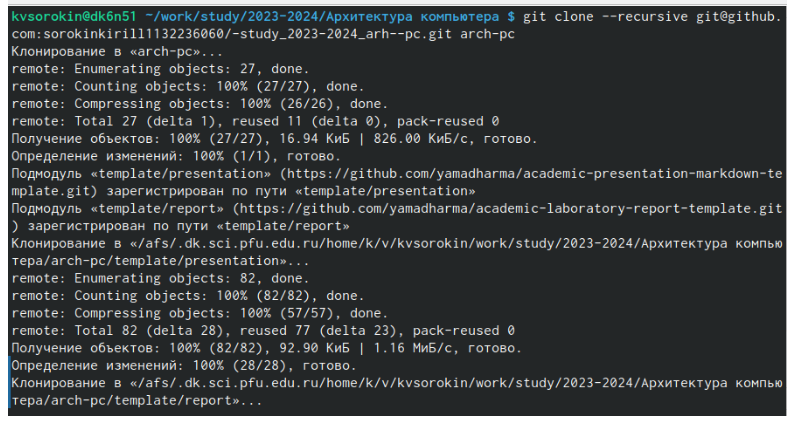 kvsorokin@dk6n51 ~/work/study/2023-2024/Архитектура компьютера $ git clone --recursive git@github.
com:sorokinkirill1132236060/-study_2023-2024_arh--pc.git arch-pc
Клонирование в «arch-pc»...
remote: Enumerating objects: 27, done.
remote: Counting objects: 100% (27/27), done.
remote: Compressing objects: 100% (26/26), done.
remote: Total 27 (delta 1), reused 11 (delta 0), pack-reused 0
Получение объектов: 100% (27/27), 16.94 КиБ | 826.00 КиБ/с, готово.
Определение изменений: 100% (1/1), готово.
Подмодуль «template/presentation» (https://github.com/yamadharma/academic-presentation-markdown-te
mplate.git) зарегистрирован по пути «template/presentation»
Подмодуль «template/report» (https://github.com/yamadharma/academic-laboratory-report-template.git
) зарегистрирован по пути «template/report»
Клонирование в «/afs/.dk.sci.pfu.edu.ru/home/k/v/kvsorokin/work/study/2023-2024/Архитектура компью
тера/arch-pc/template/presentation»...
remote: Enumerating objects: 82, done.
remote: Counting objects: 100% (82/82), done.
remote: Compressing objects: 100% (57/57), done.
remote: Total 82 (delta 28), reused 77 (delta 23), pack-reused 0
Получение объектов: 100% (82/82), 92.90 КиБ | 1.16 МиБ/с, готово.
Определение изменений: 100% (28/28), готово.
Клонирование в «/afs/.dk.sci.pfu.edu.ru/home/k/v/kvsorokin/work/study/2023-2024/Архитектура компью
тера/arch-pc/template/report»...